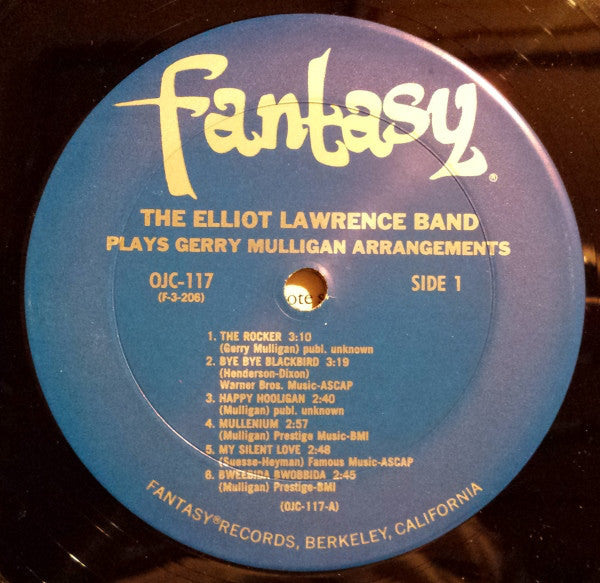 Fantasy®
THE ELLIOT LAWRENCE BAND
PLAYS GERRY MULLIGAN ARRANGEMENTS
OJC-117
(F-3-206)
SIDE 1
ote s
1. THE ROCKER 3:10
(Gerry Mulligan) publ. unknown
2. BYE BYE BLACKBIRD 3:19
(Henderson-Dixon)
Warner Bros. Music-ASCAP
3. HAPPY HOOLIGAN 2:40
(Mulligan) publ. unknown
4. MULLENIUM 2:57
(Mulligan) Prestige Music-BMI
5. MY SILENT LOVE 2:48
(Suesse-Heyman) Famous Music-ASCAP
6. BWEEBIDA BWOBBIDA 2:45
(Mulligan) Prestige-BMI
(OJC-117-A)
FANTASY® RECORDS, BERKELEY, CALIFORNIA